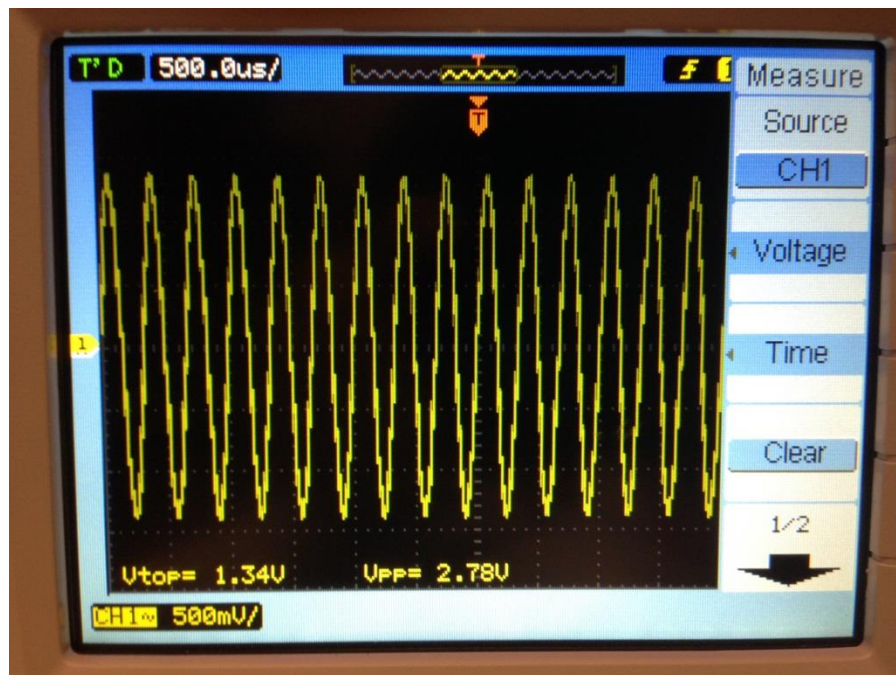 T'D 500.0us/
T
Measure
Source
T
CH1
Voltage
1
Time
Clear
1/2
Vtop= 1.34V Vpp= 2.78V
CH1~ 500mV/